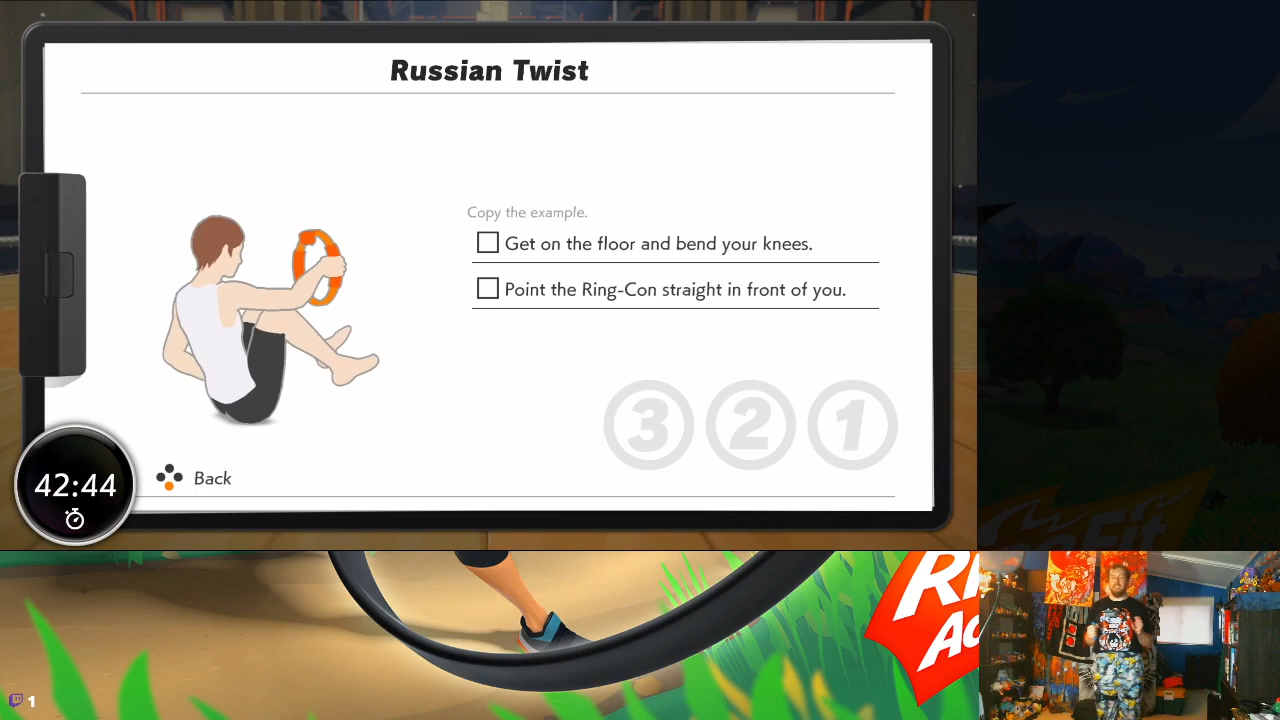 Russian Twist
Copy the example.
Get on the floor and bend your knees.
Point the Ring-Con straight in front of you.
3 2 1
42:44
Back
1